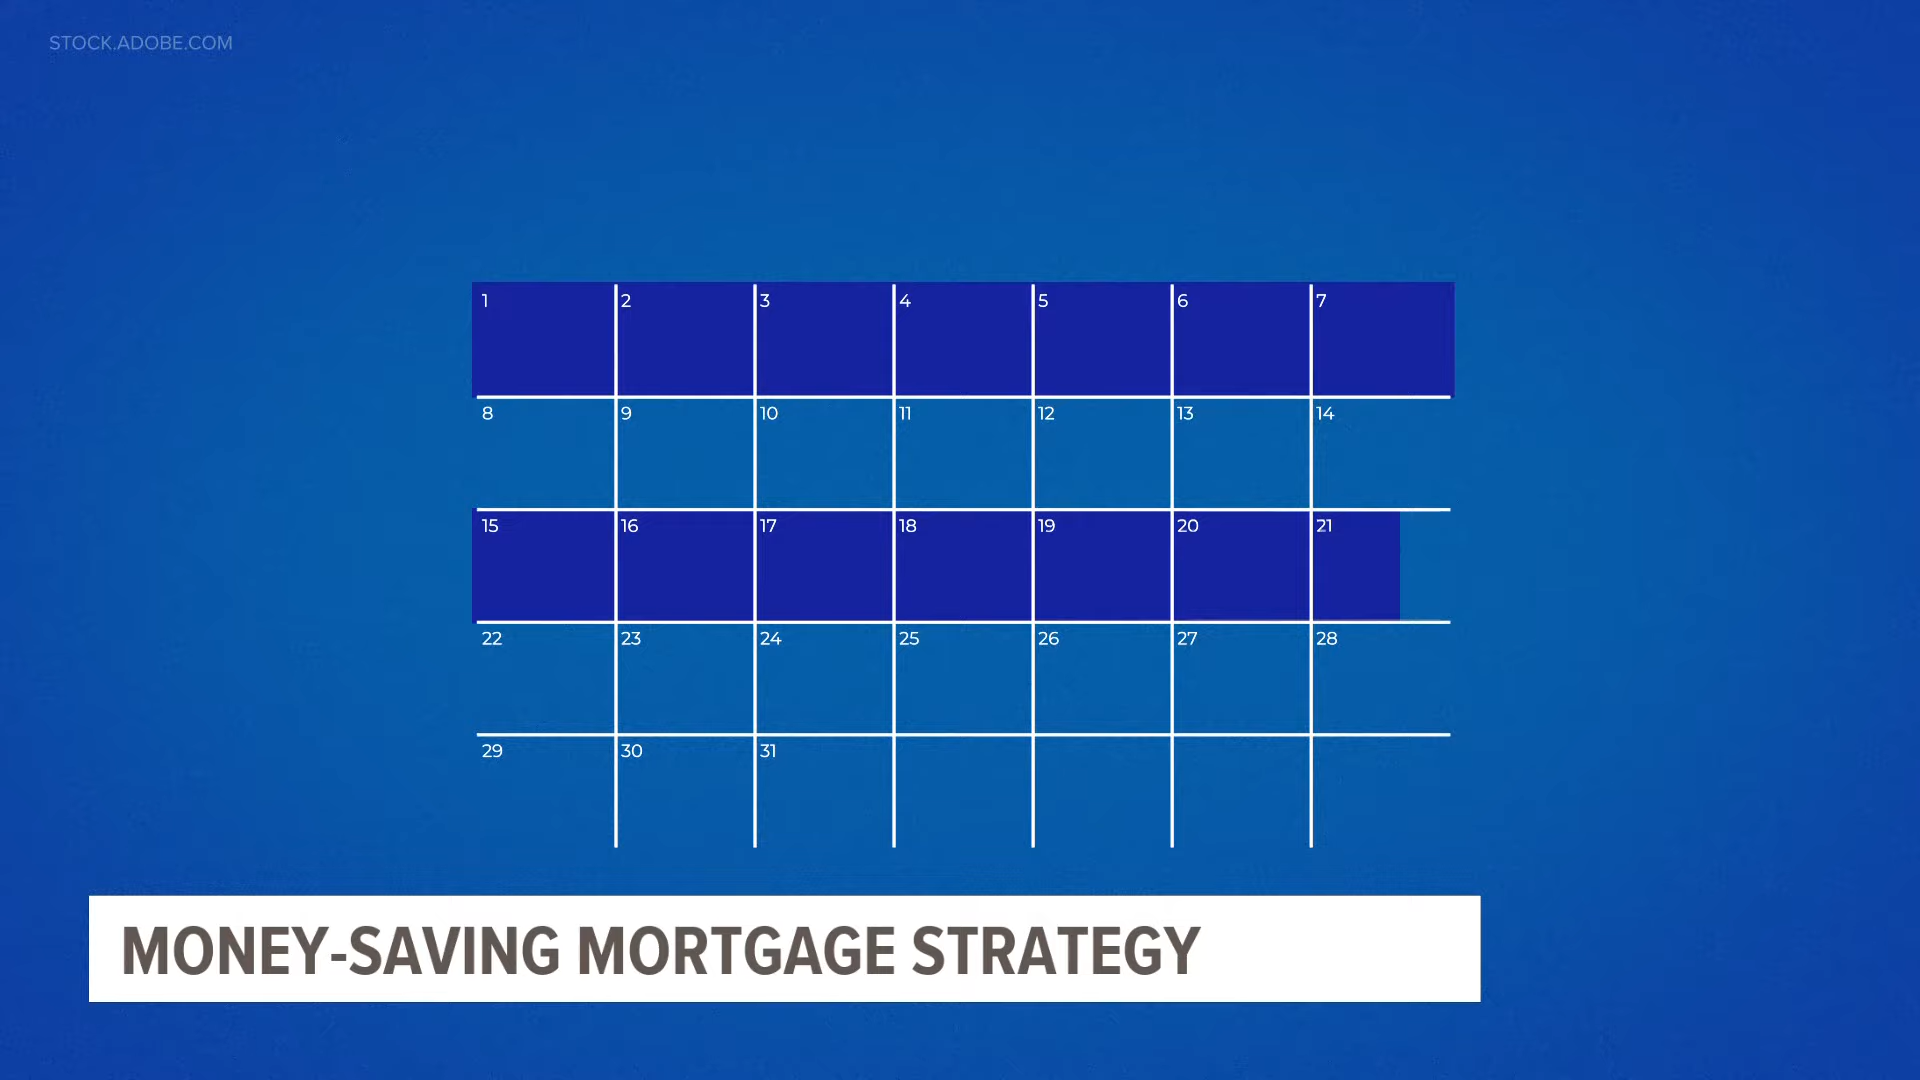 STOCK.ADOBE.COM
1 2 3 4 5 6 7
8 9 10 11 12 13 14
15 16 17 18 19 20 21
22 23 24 25 26 27 28
29 30 31
MONEY-SAVING MORTGAGE STRATEGY